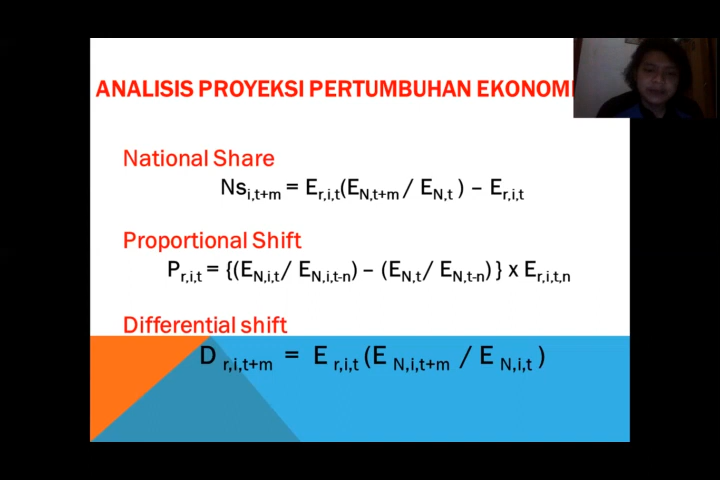 ANALISIS PROYEKSI PERTUMBUHAN EKONOM
National Share
Nsi,t+m = Er,i,t(EN,t+m / EN,t ) – Er,i,t
Proportional Shift
Pr,i,t = {(EN,i,t/ EN,i,t-n) – (EN,t/ EN,t-n) } x Er,i,t,n
Differential shift
D r,i,t+m = E r,i,t (E N,i,t+m / E N,i,t )